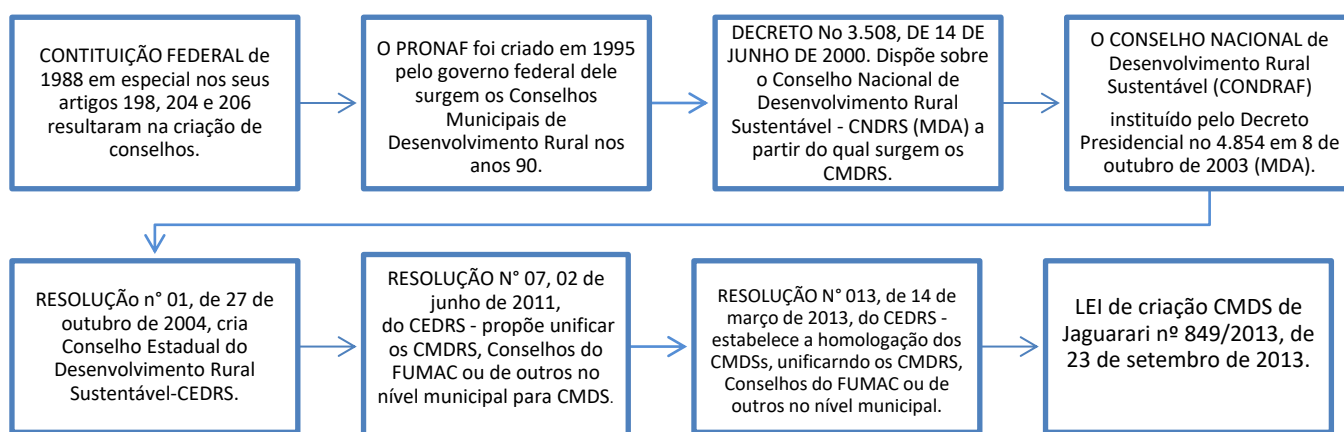 CONTITUIÇÃO FEDERAL de
1988 em especial nos seus
artigos 198, 204 e 206
resultaram na criação de
conselhos.
O PRONAF foi criado em 1995
pelo governo federal dele
surgem os Conselhos
Municipais de
Desenvolvimento Rural nos
anos 90.
DECRETO No 3.508, DE 14 DE
JUNHO DE 2000. Dispõe sobre
o Conselho Nacional de
Desenvolvimento Rural
Sustentável - CNDRS (MDA) a
partir do qual surgem os
CMDRS.
O CONSELHO NACIONAL de
Desenvolvimento Rural
Sustentável (CONDRAF)
instituído pelo Decreto
Presidencial no 4.854 em 8 de
outubro de 2003 (MDA).
RESOLUÇÃo n° 01, de 27 de
outubro de 2004, cria
Conselho Estadual do
Desenvolvimento Rural
Sustentável-CEDRS.
RESOLUÇÃO N° 07, 02 de
junho de 2011,
do CEDRS - propõe unificar
os CMDRS, Conselhos do
FUMAC ou de outros no
nível municipal para CMDS.
RESOLUÇÃO N° 013, de 14 de
março de 2013, do CEDRS -
estabelece a homologação dos
CMDSs, unificarndo os CMDRS,
Conselhos do FUMAC ou de
outros no nível municipal.
LEI de criação CMDS de
Jaguarari nº 849/2013, de
23 de setembro de 2013.